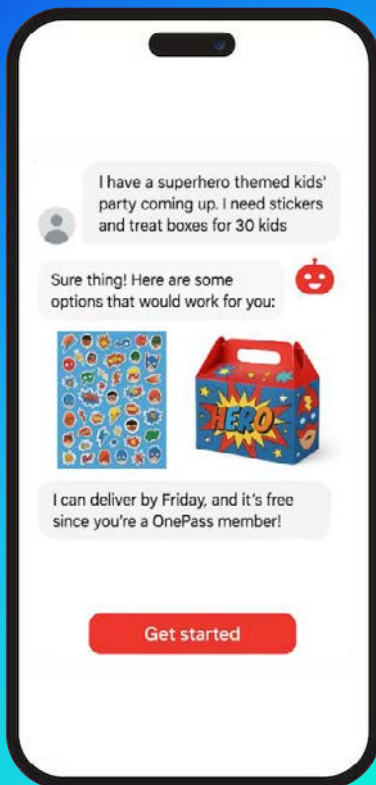 I have a superhero themed kids'
party coming up. I need stickers
and treat boxes for 30 kids
Sure thing! Here are some
options that would work for you:
HERO
I can deliver by Friday, and it's free
since you're a OnePass member!
Get started